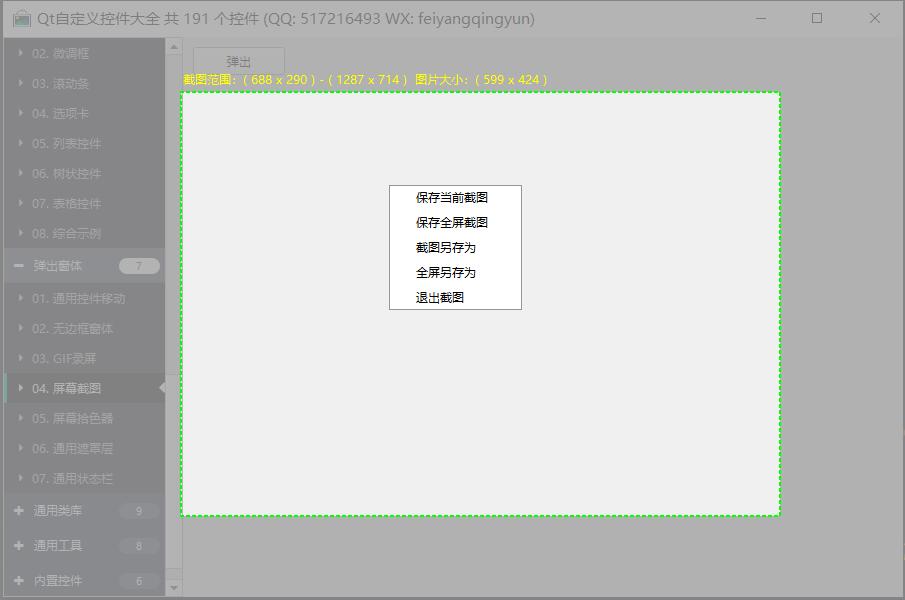 Qt自定义控件大全 共 191 个控件 (QQ: 517216493 WX: feiyangqingyun)
02. 微调框
03. 滚动条
04. 选项卡
05. 列表控件
06. 树状控件
07. 表格控件
08. 综合示例
弹出窗体 7
01. 通用控件移动
02. 无边框窗体
03. GIF录屏
04. 屏幕截图
05. 屏幕拾色器
06. 通用遮罩层
07. 通用状态栏
通用类库 9
通用工具 8
内置控件 6
弹出
截图范围：( 688 x 290 ) - ( 1287 x 714 ) 图片大小：( 599 x 424 )
保存当前截图
保存全屏截图
截图另存为
全屏另存为
退出截图